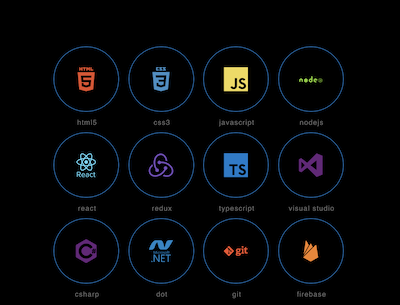 HTML
5
CSS
3
JS
node
html5
css3
javascript
nodejs
React
TS
react
redux
typescript
visual studio
C#
Microsoft
.NET
git
csharp
dot
git
firebase